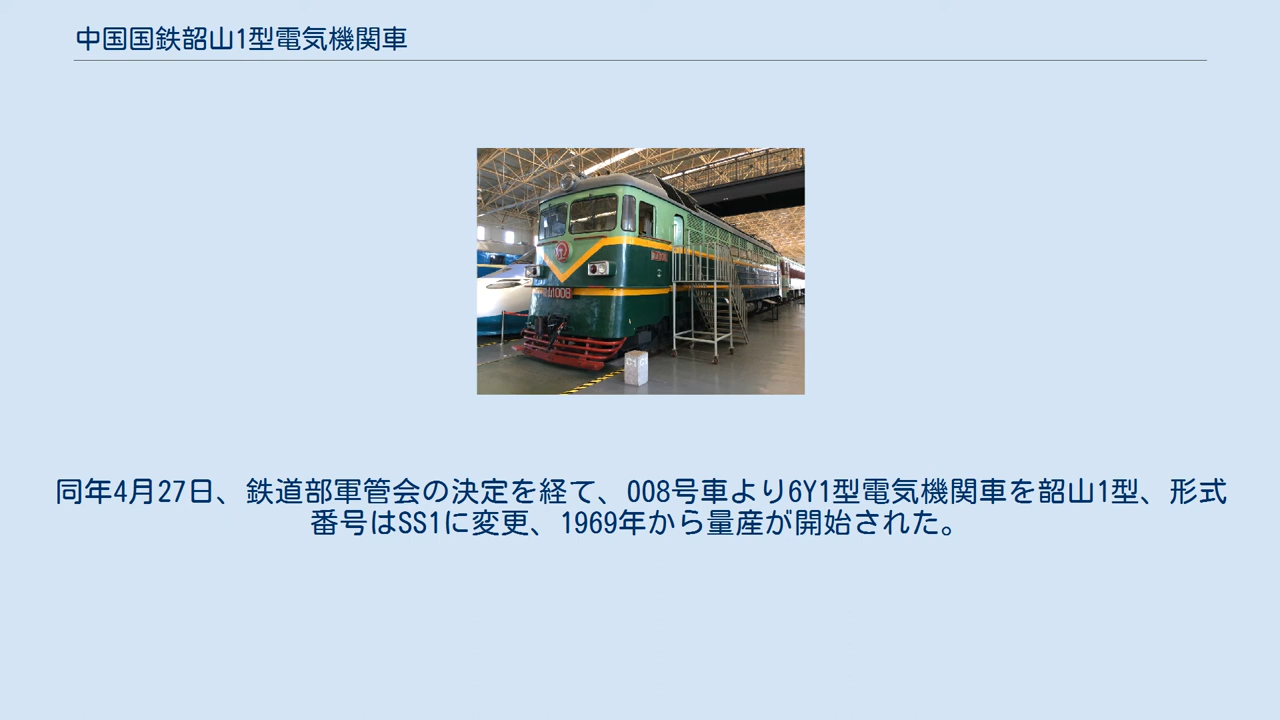 中国国鉄韶山1型電気機関車
同年4月27日、鉄道部軍管会の決定を経て、008号車より6Y1型電気機関車を韶山1型、形式
番号はSS1に変更、1969年から量産が開始された。